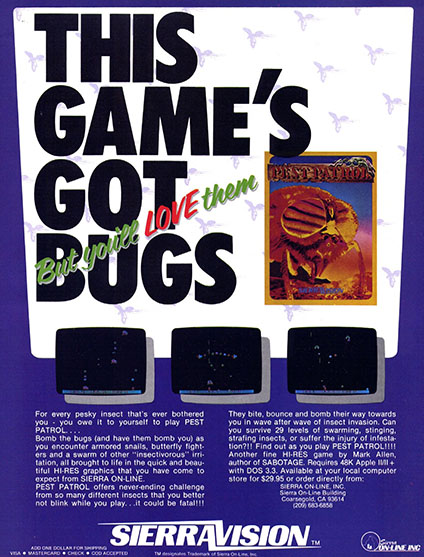 THIS
GAME'S
GOT
But you'll LOVE them
BUGS
PEST PATROL
For every pesky insect that's ever bothered
you - you owe it to yourself to play PEST
PATROL....
Bomb the bugs (and have them bomb you) as
you encounter armored snails, butterfly fight-
ers and a swarm of other "insectivorous" irri-
tation, all brought to life in the quick and beau-
tiful HI-RES graphics that you have come to
expect from SIERRA ON-LINE.
PEST PATROL offers never-ending challenge
from so many different insects that you better
not blink while you play. . .it could be fatal!!!
They bite, bounce and bomb their way towards
you in wave after wave of insect invasion. Can
you survive 29 levels of swarming, stinging,
strafing insects, or suffer the injury of infesta-
tion?!! Find out as you play PEST PATROL!!!!
Another fine HI-RES game by Mark Allen,
author of SABOTAGE. Requires 48K Apple II/II +
with DOS 3.3. Available at your local computer
store for $29.95 or order directly from:
SIERRA ON-LINE, INC.
Sierra On-Line Building
Coarsegold, CA 93614
(209) 683-6858
SIERRAVISION™
ADD ONE DOLLAR FOR SHIPPING
VISA • MASTERCARD • CHECK • COD ACCEPTED
TM designates Trademark of Sierra On-Line, Inc.
Sierra
ON-LINE INC